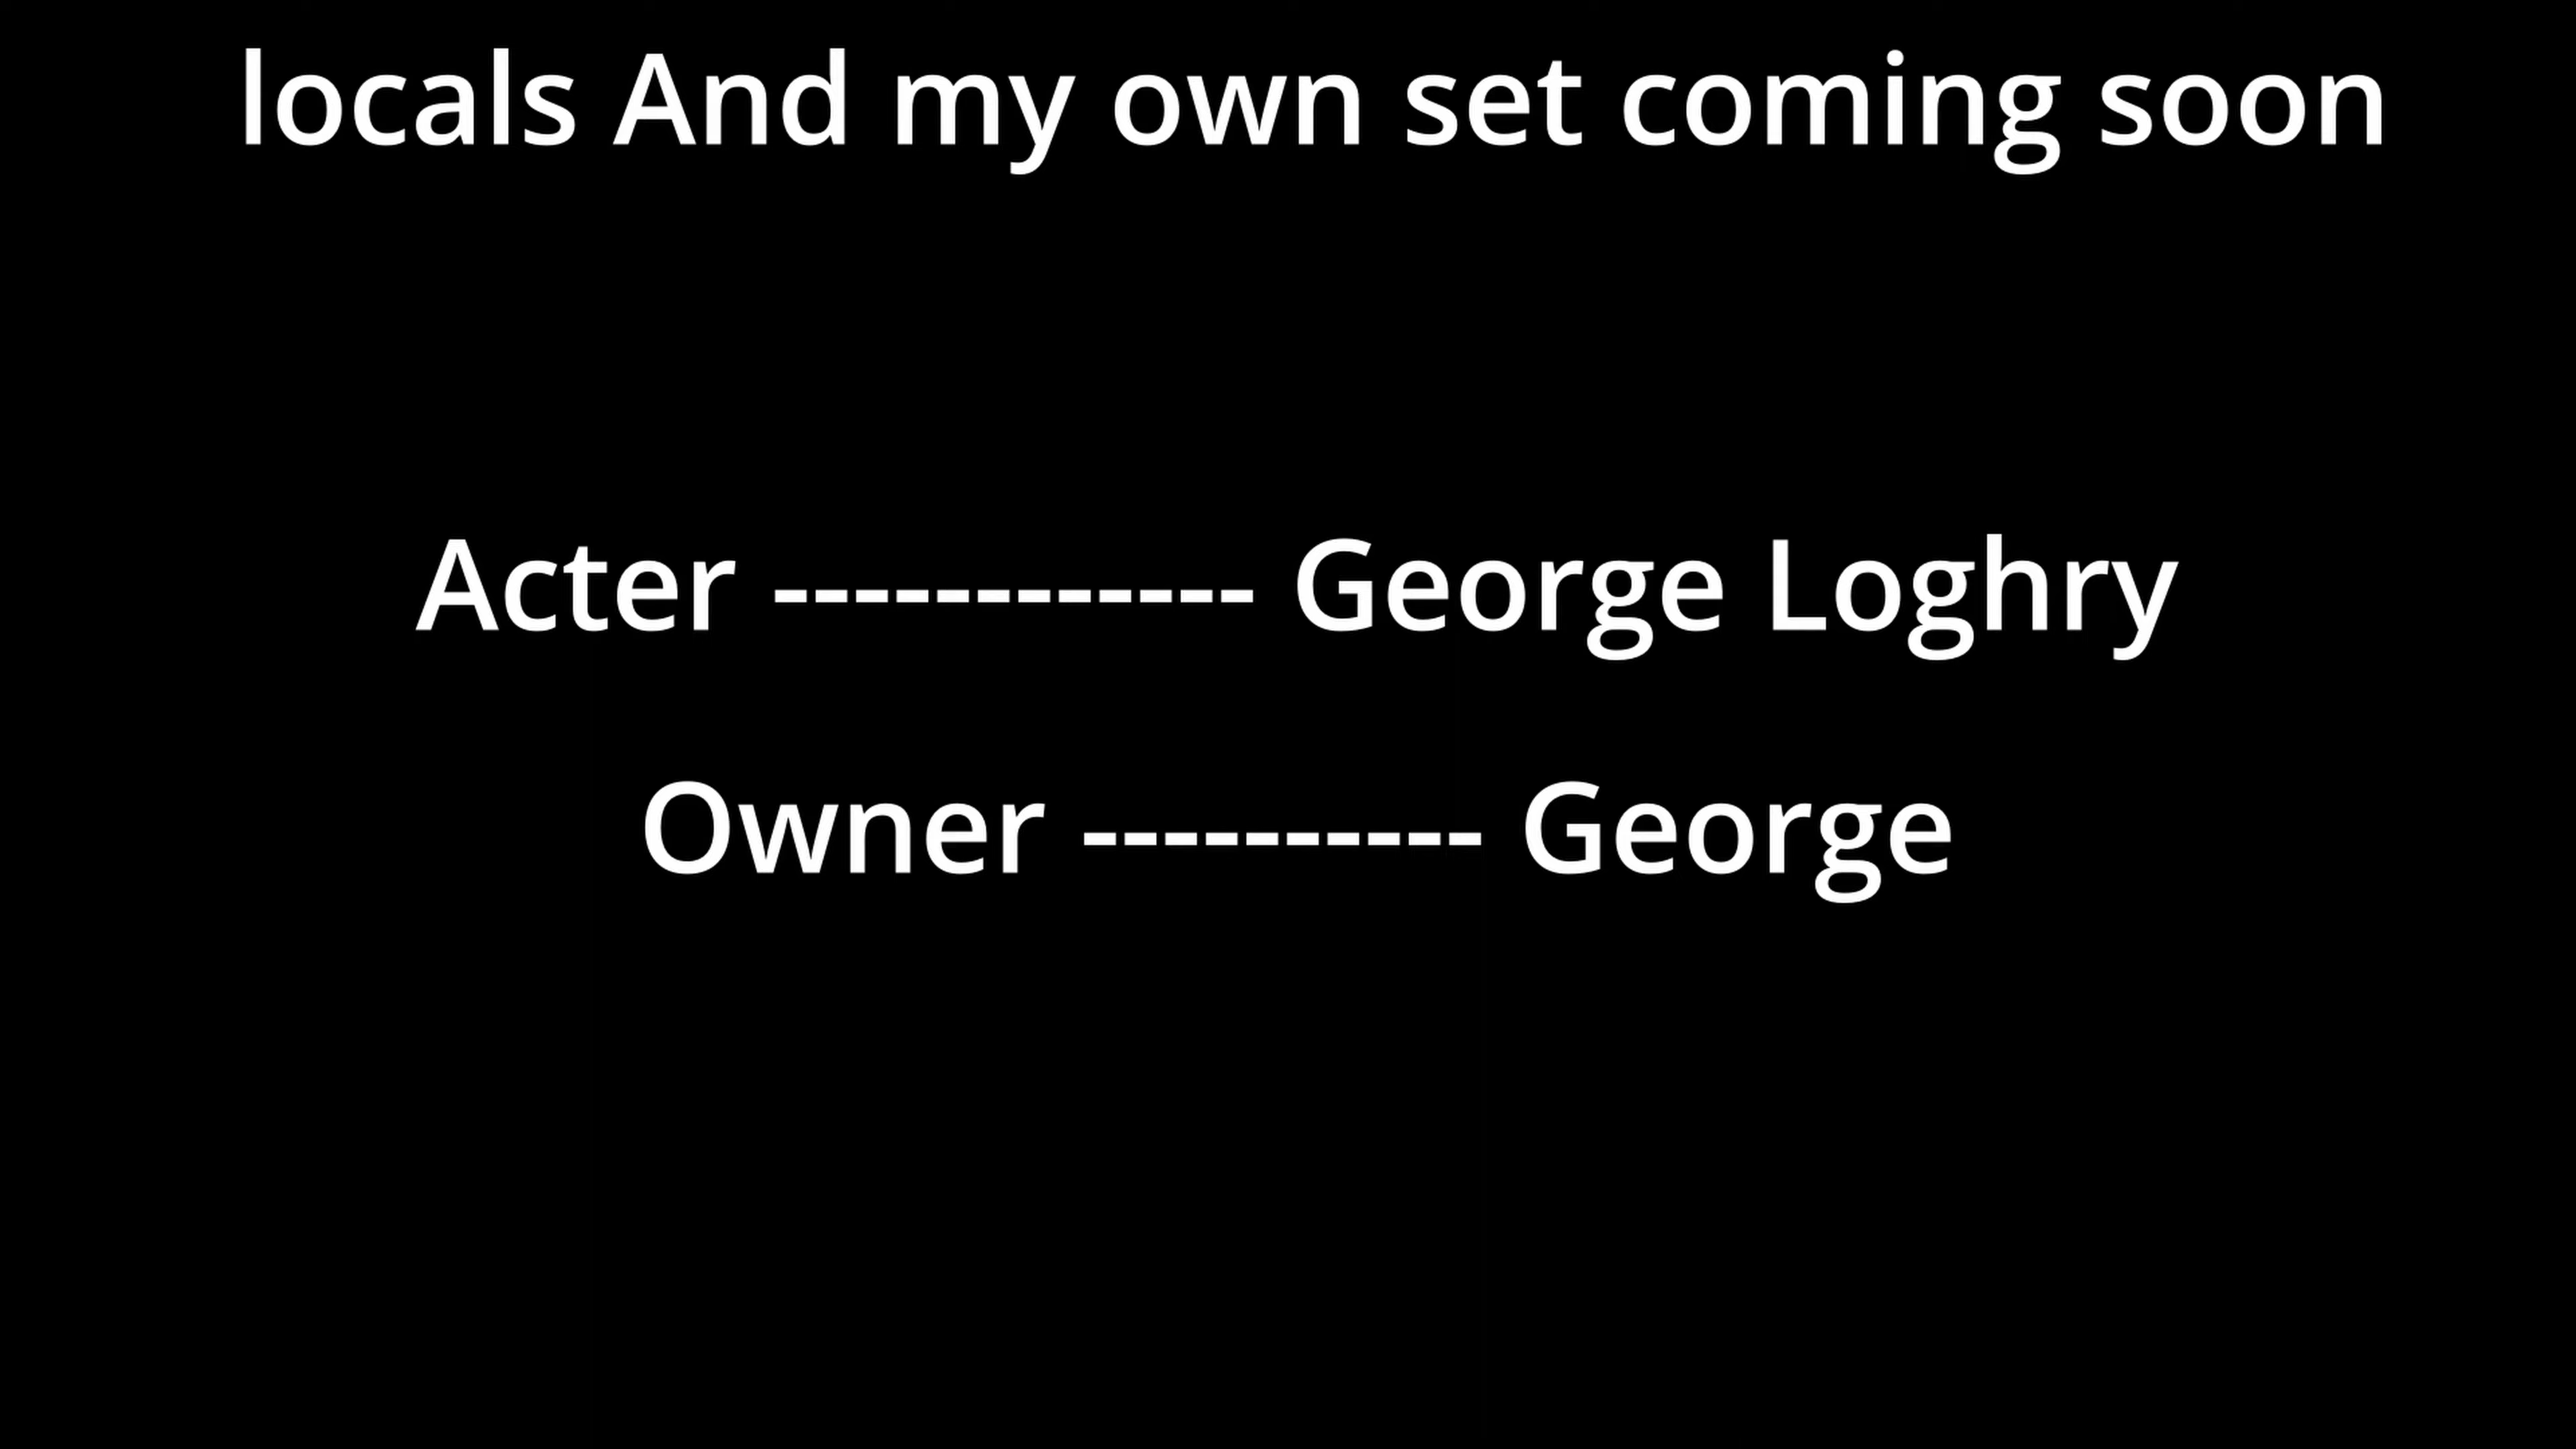 locals And my own set coming soon
Acter ------------ George Loghry
Owner ---------- George